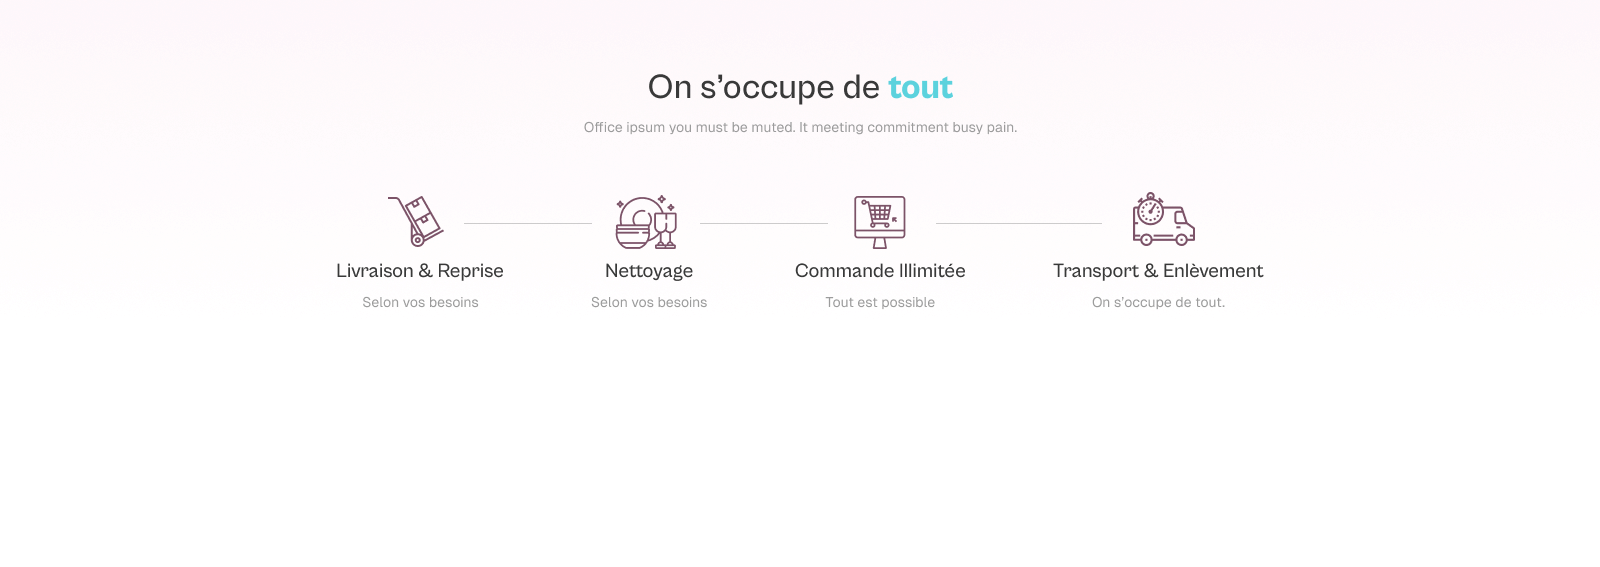 On s’occupe de tout
Office ipsum you must be muted. It meeting commitment busy pain.
Livraison & Reprise
Selon vos besoins
Nettoyage
Selon vos besoins
Commande Illimitée
Tout est possible
Transport & Enlèvement
On s’occupe de tout.